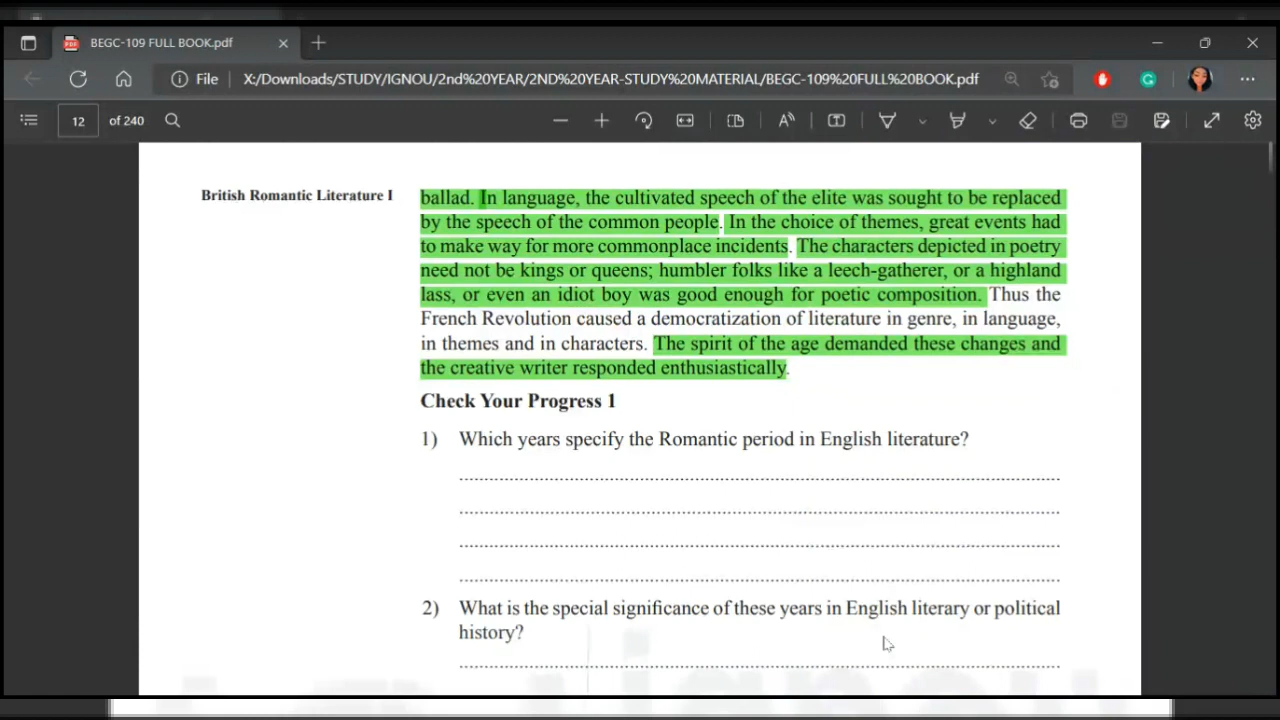 BEGC-109 FULL BOOK.pdf
File X:/Downloads/STUDY/IGNOU/2nd%20YEAR/2ND%20YEAR-STUDY%20MATERIAL/BEGC-109%20FULL%20BOOK.pdf
12 of 240
British Romantic Literature I
ballad. In language, the cultivated speech of the elite was sought to be replaced
by the speech of the common people. In the choice of themes, great events had
to make way for more commonplace incidents. The characters depicted in poetry
need not be kings or queens; humbler folks like a leech-gatherer, or a highland
lass, or even an idiot boy was good enough for poetic composition. Thus the
French Revolution caused a democratization of literature in genre, in language,
in themes and in characters. The spirit of the age demanded these changes and
the creative writer responded enthusiastically.
Check Your Progress 1
1) Which years specify the Romantic period in English literature?
2) What is the special significance of these years in English literary or political
history?